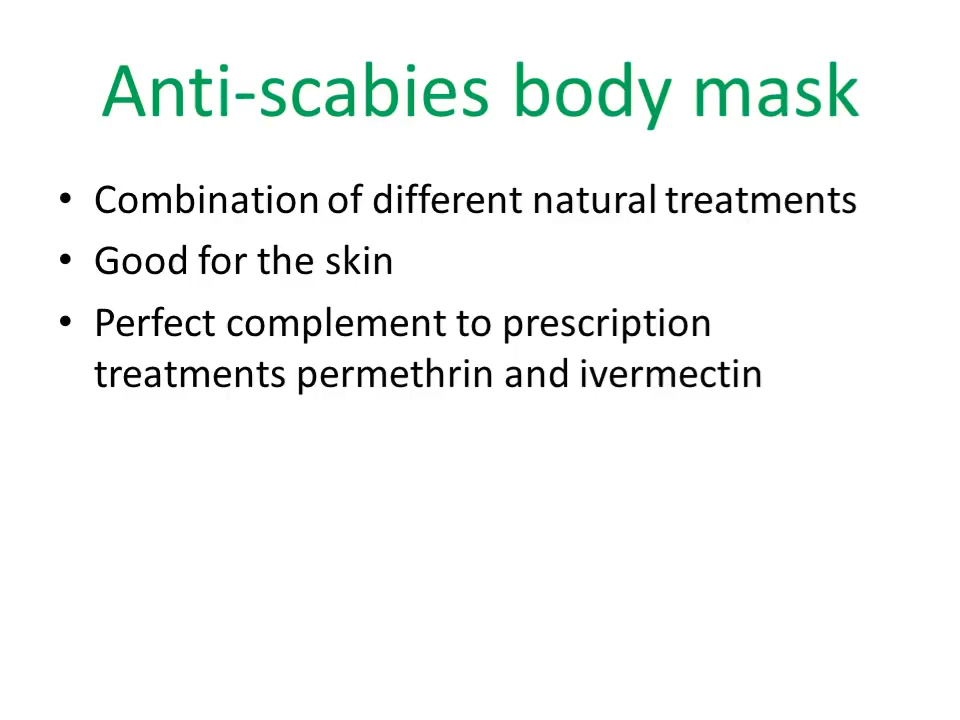 Anti-scabies body mask
• Combination of different natural treatments
• Good for the skin
• Perfect complement to prescription
treatments permethrin and ivermectin